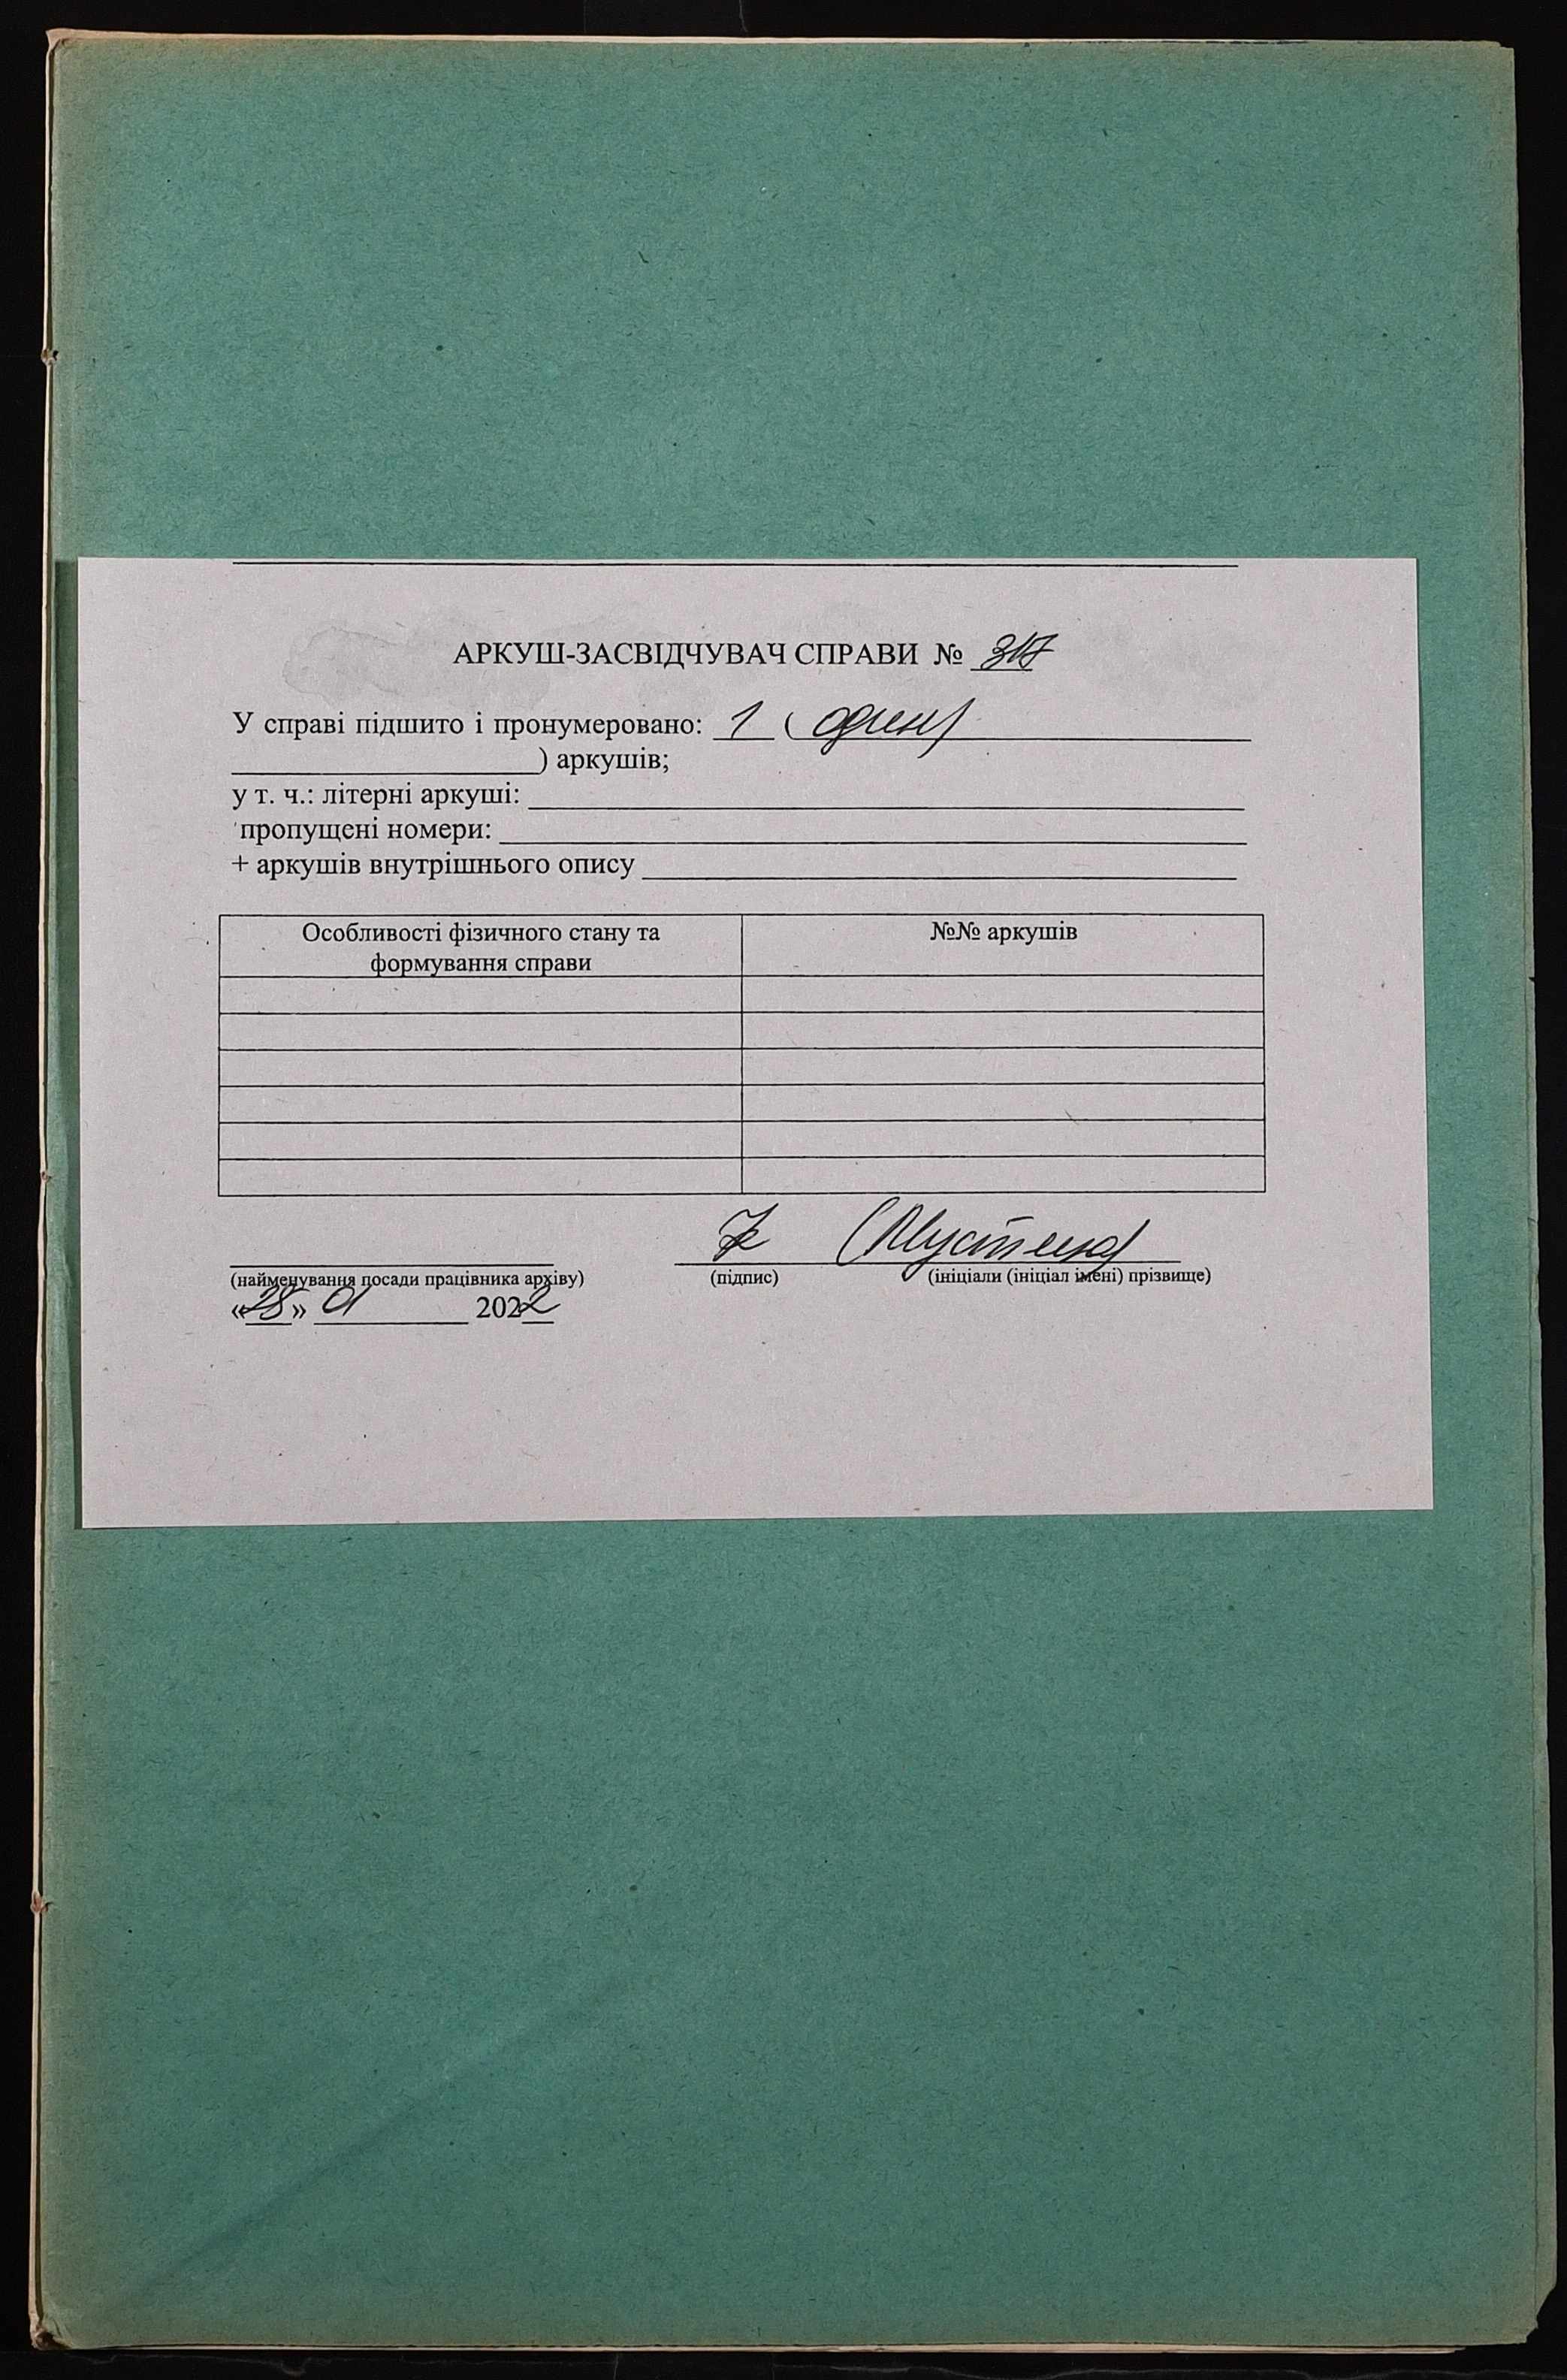 АРКУШ-ЗАСВІДЧУВАЧ СПРАВИ № 317
У справі підшито і пронумеровано: 1 ( один)
) аркушів;
у т. ч.: літерні аркуші:
пропущені номери:
+ аркушів внутрішнього опису
Особливості фізичного стану та формування справи
№№ аркушів
(найменування посади працівника архіву)
(підпис)
(ініціали (ініціал імені) прізвище)
«28» 01 2022